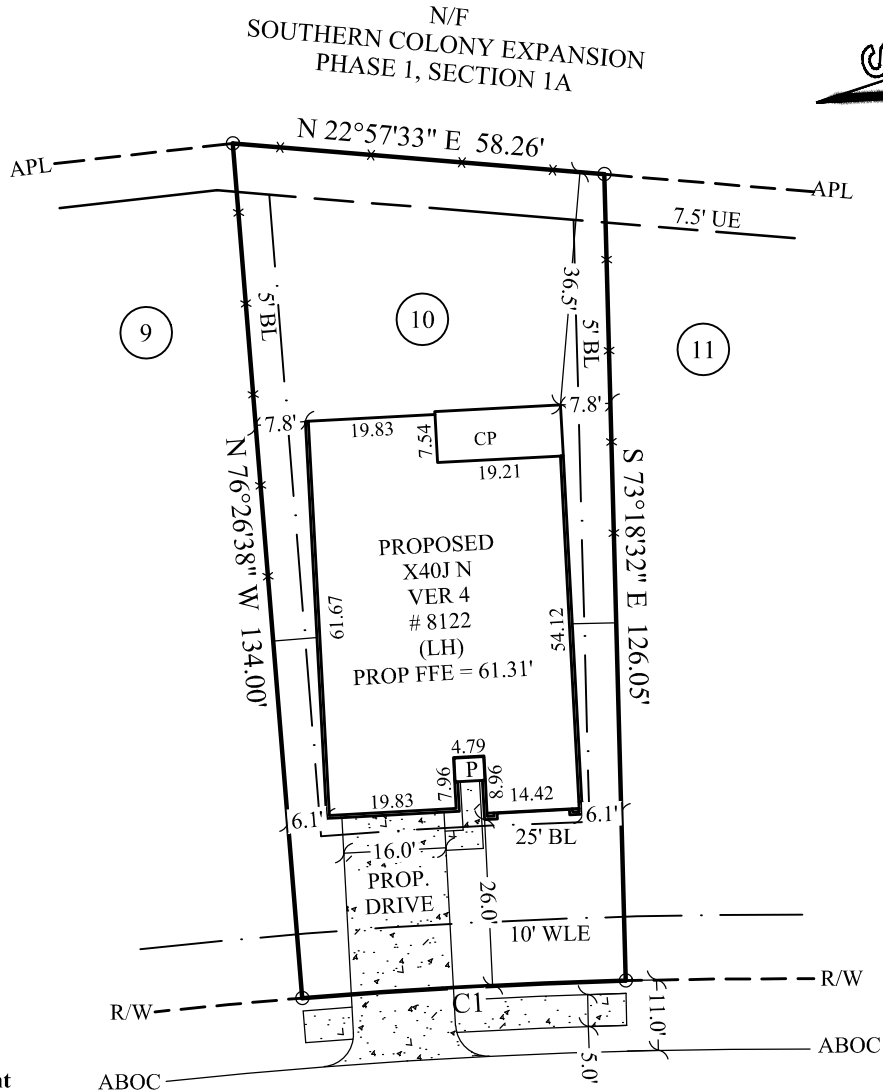 N/F
SOUTHERN COLONY EXPANSION
PHASE 1, SECTION 1A
N 22°57'33" E 58.26'
APL
APL
7.5' UE
5' BL
36.5'
5' BL
9
10
11
7.8'
19.83
7.54
CP
7.8'
19.21
N 76°26'38" W 134.00'
S 73°18'32" E 126.05'
PROPOSED
X40J N
VER 4
# 8122
(LH)
PROP FFE = 61.31'
61.67
54.12
4.79
P
7.96
8.96
19.83
14.42
6.1'
6.1'
25' BL
16.0'
PROP.
DRIVE
26.0'
10' WLE
R/W
C1
R/W
11.0'
5.0'
ABOC
ABOC